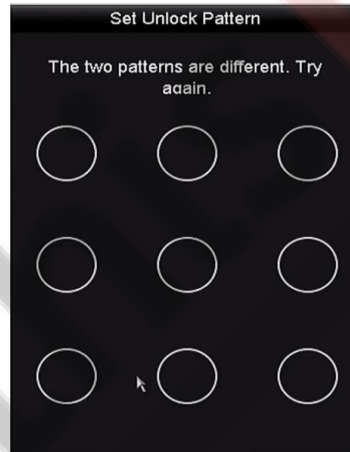 Set Unlock Pattern
The two patterns are different. Try
again.